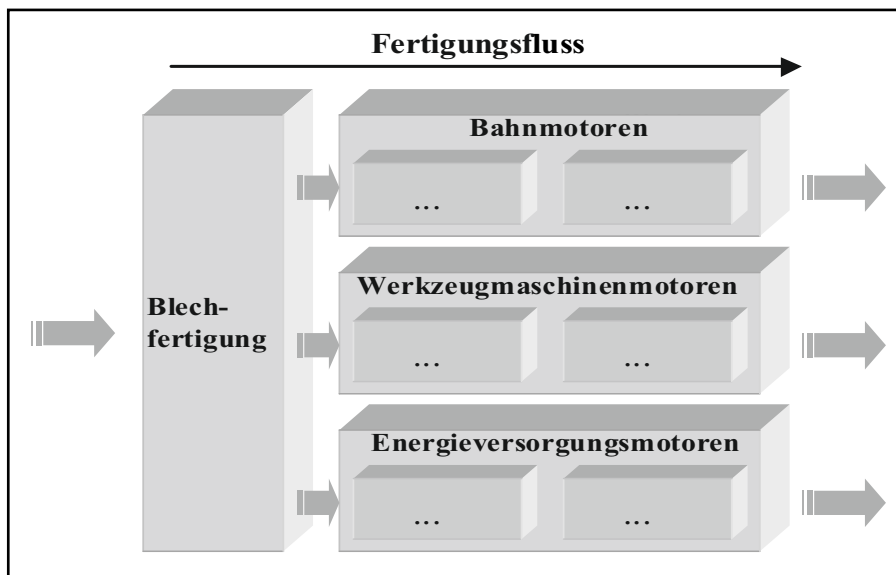 Fertigungsfluss
Blech-
fertigung
Bahnmotoren
... ...
Werkzeugmaschinenmotoren
... ...
Energieversorgungsmotoren
... ...